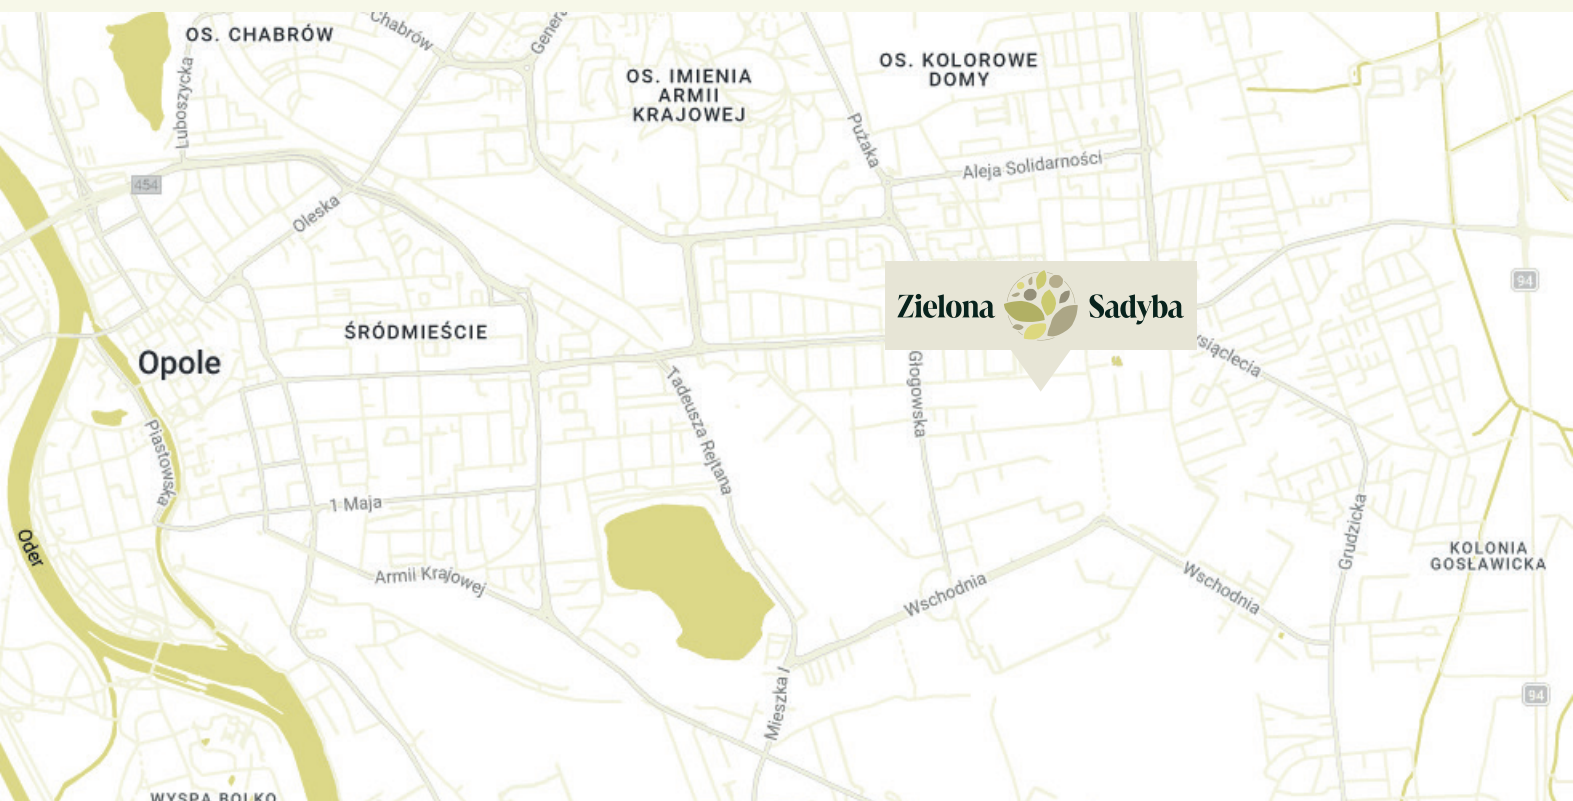 OS. CHABRÓW
Chabrów
Luboszycka
OS. IMIENIA
ARMII
KRAJOWEJ
OS. KOLOROWE
DOMY
Pużaka
Aleja Solidarności
454
Oleska
94
Zielona Sadyba
ŚRÓDMIEŚCIE
Opole
Głogowska
Tadeusza Rejtana
Piastowska
1 Maja
Oder
Armii Krajowej
Grudzicka
KOLONIA
GOSŁAWICKA
Wschodnia
Wschodnia
Mieszka I
94
WYSPA BOLKO